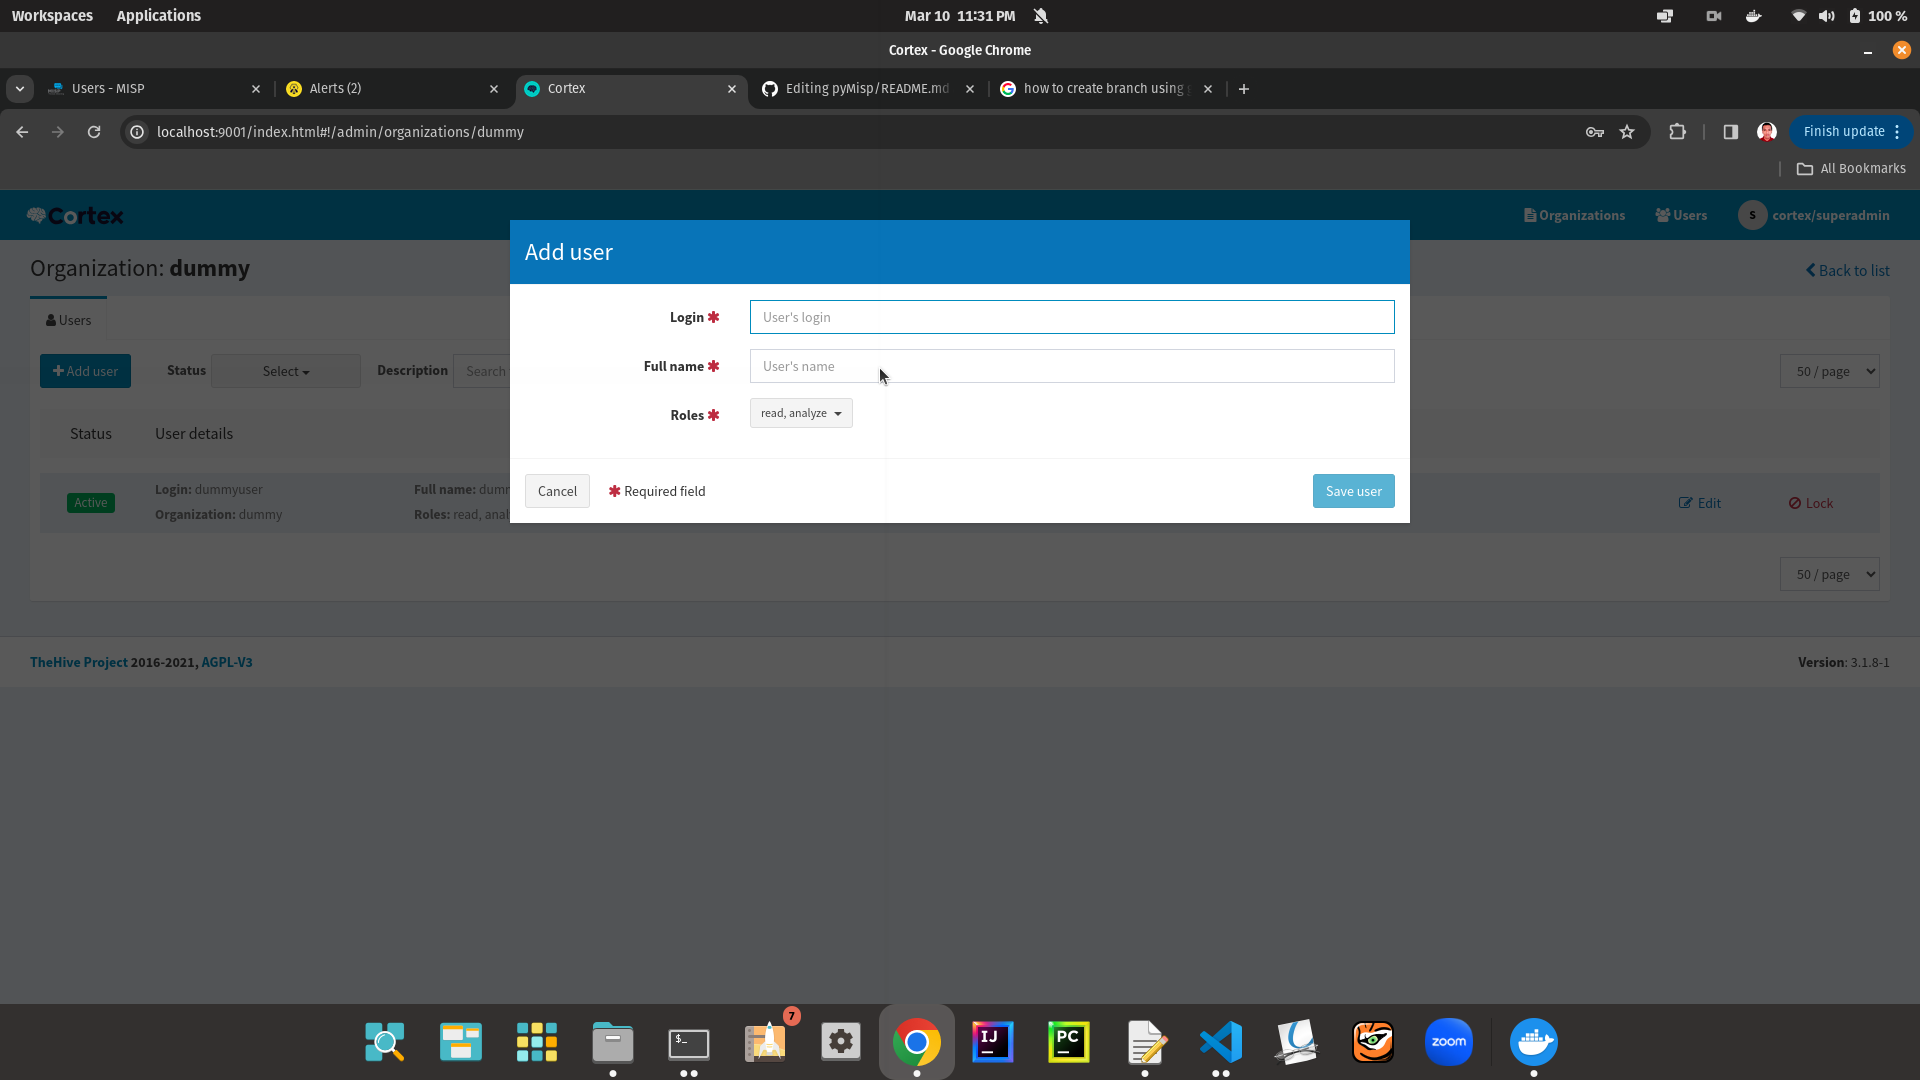 Workspaces Applications Mar 10 11:31 PM 100 %
Cortex - Google Chrome
Users - MISP Alerts (2) Cortex Editing pyMisp/README.md how to create branch using
localhost:9001/index.html#!/admin/organizations/dummy Finish update
All Bookmarks
Cortex Organizations Users S cortex/superadmin
Add user
Organization: dummy Back to list
Login User's login
Users
Full name User's name
Add user Status Select Description Search 50 / page
Roles read, analyze
Status User details
Cancel Required field Save user
Login: dummyuser Full name: dum
Active Edit Lock
Organization: dummy Roles: read, ana
50 / page
TheHive Project 2016-2021, AGPL-V3 Version: 3.1.8-1
7
$_ IJ PC zoom